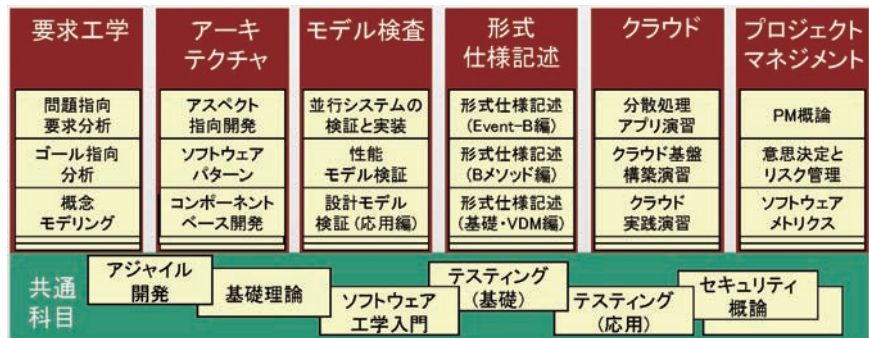 要求工学
問題指向
要求分析
ゴール指向
分析
概念
モデリング
アーキ
テクチャ
アスペクト
指向開発
ソフトウェア
パターン
コンポーネント
ベース開発
モデル検査
並行システムの
検証と実装
性能
モデル検証
設計モデル
検証(応用編)
形式
仕様記述
形式仕様記述
(Event-B編)
形式仕様記述
(Bメソッド編)
形式仕様記述
(基礎・VDM編)
クラウド
分散処理
アプリ演習
クラウド基盤
構築演習
クラウド
実践演習
プロジェクト
マネジメント
PM概論
意思決定と
リスク管理
ソフトウェア
メトリクス
共通
科目
アジャイル
開発
基礎理論
ソフトウェア
工学入門
テスティング
(基礎)
テスティング
(応用)
セキュリティ
概論